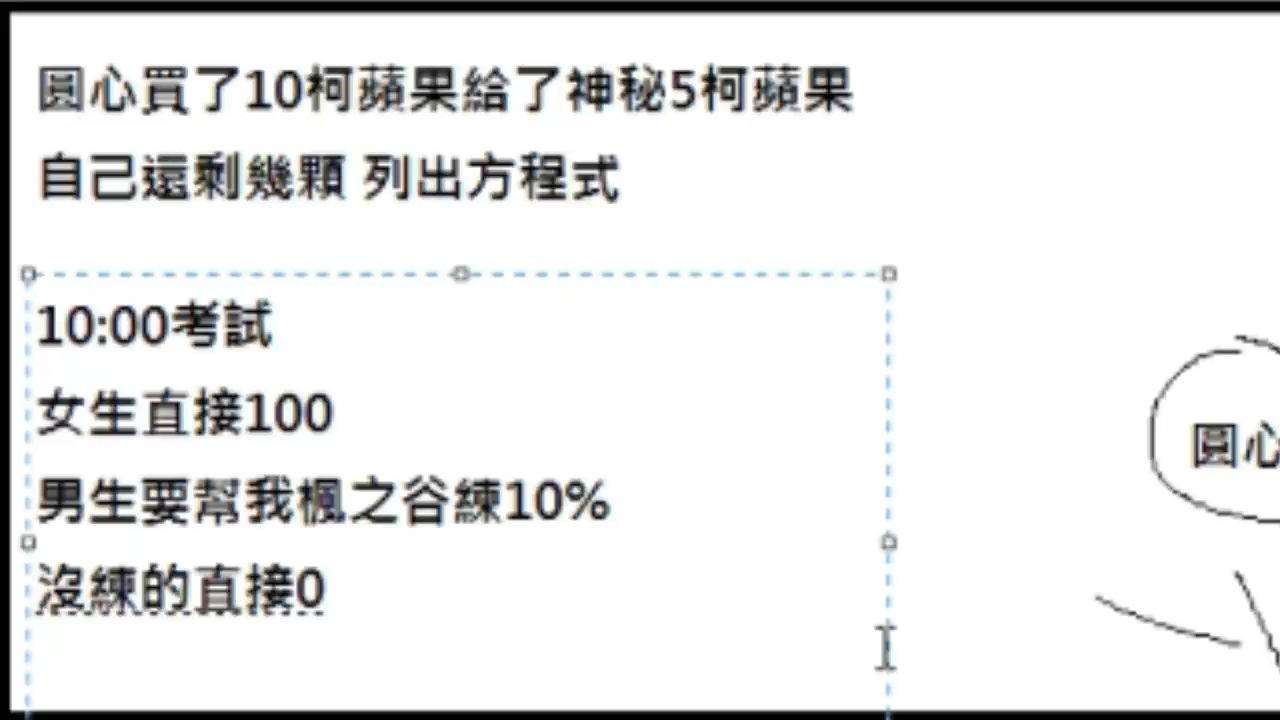 圓心買了10柯蘋果給了神秘5柯蘋果
自己還剩幾顆 列出方程式
10:00考試
女生直接100
男生要幫我楓之谷練10%
沒練的直接0
圓心